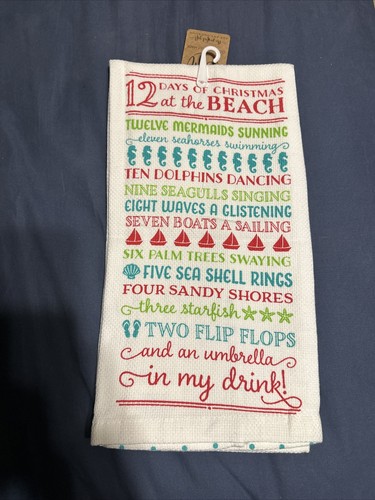 12 DAYS OF CHRISTMAS
at the BEACH
TWELVE MERMAIDS SUNNING
eleven seahorses swimming
TEN DOLPHINS DANCING
NINE SEAGULLS SINGING
EIGHT WAVES A GLISTENING
SEVEN BOATS A SAILING
SIX PALM TREES SWAYING
FIVE SEA SHELL RINGS
FOUR SANDY SHORES
three starfish
TWO FLIP FLOPS
and an umbrella
in my drink!